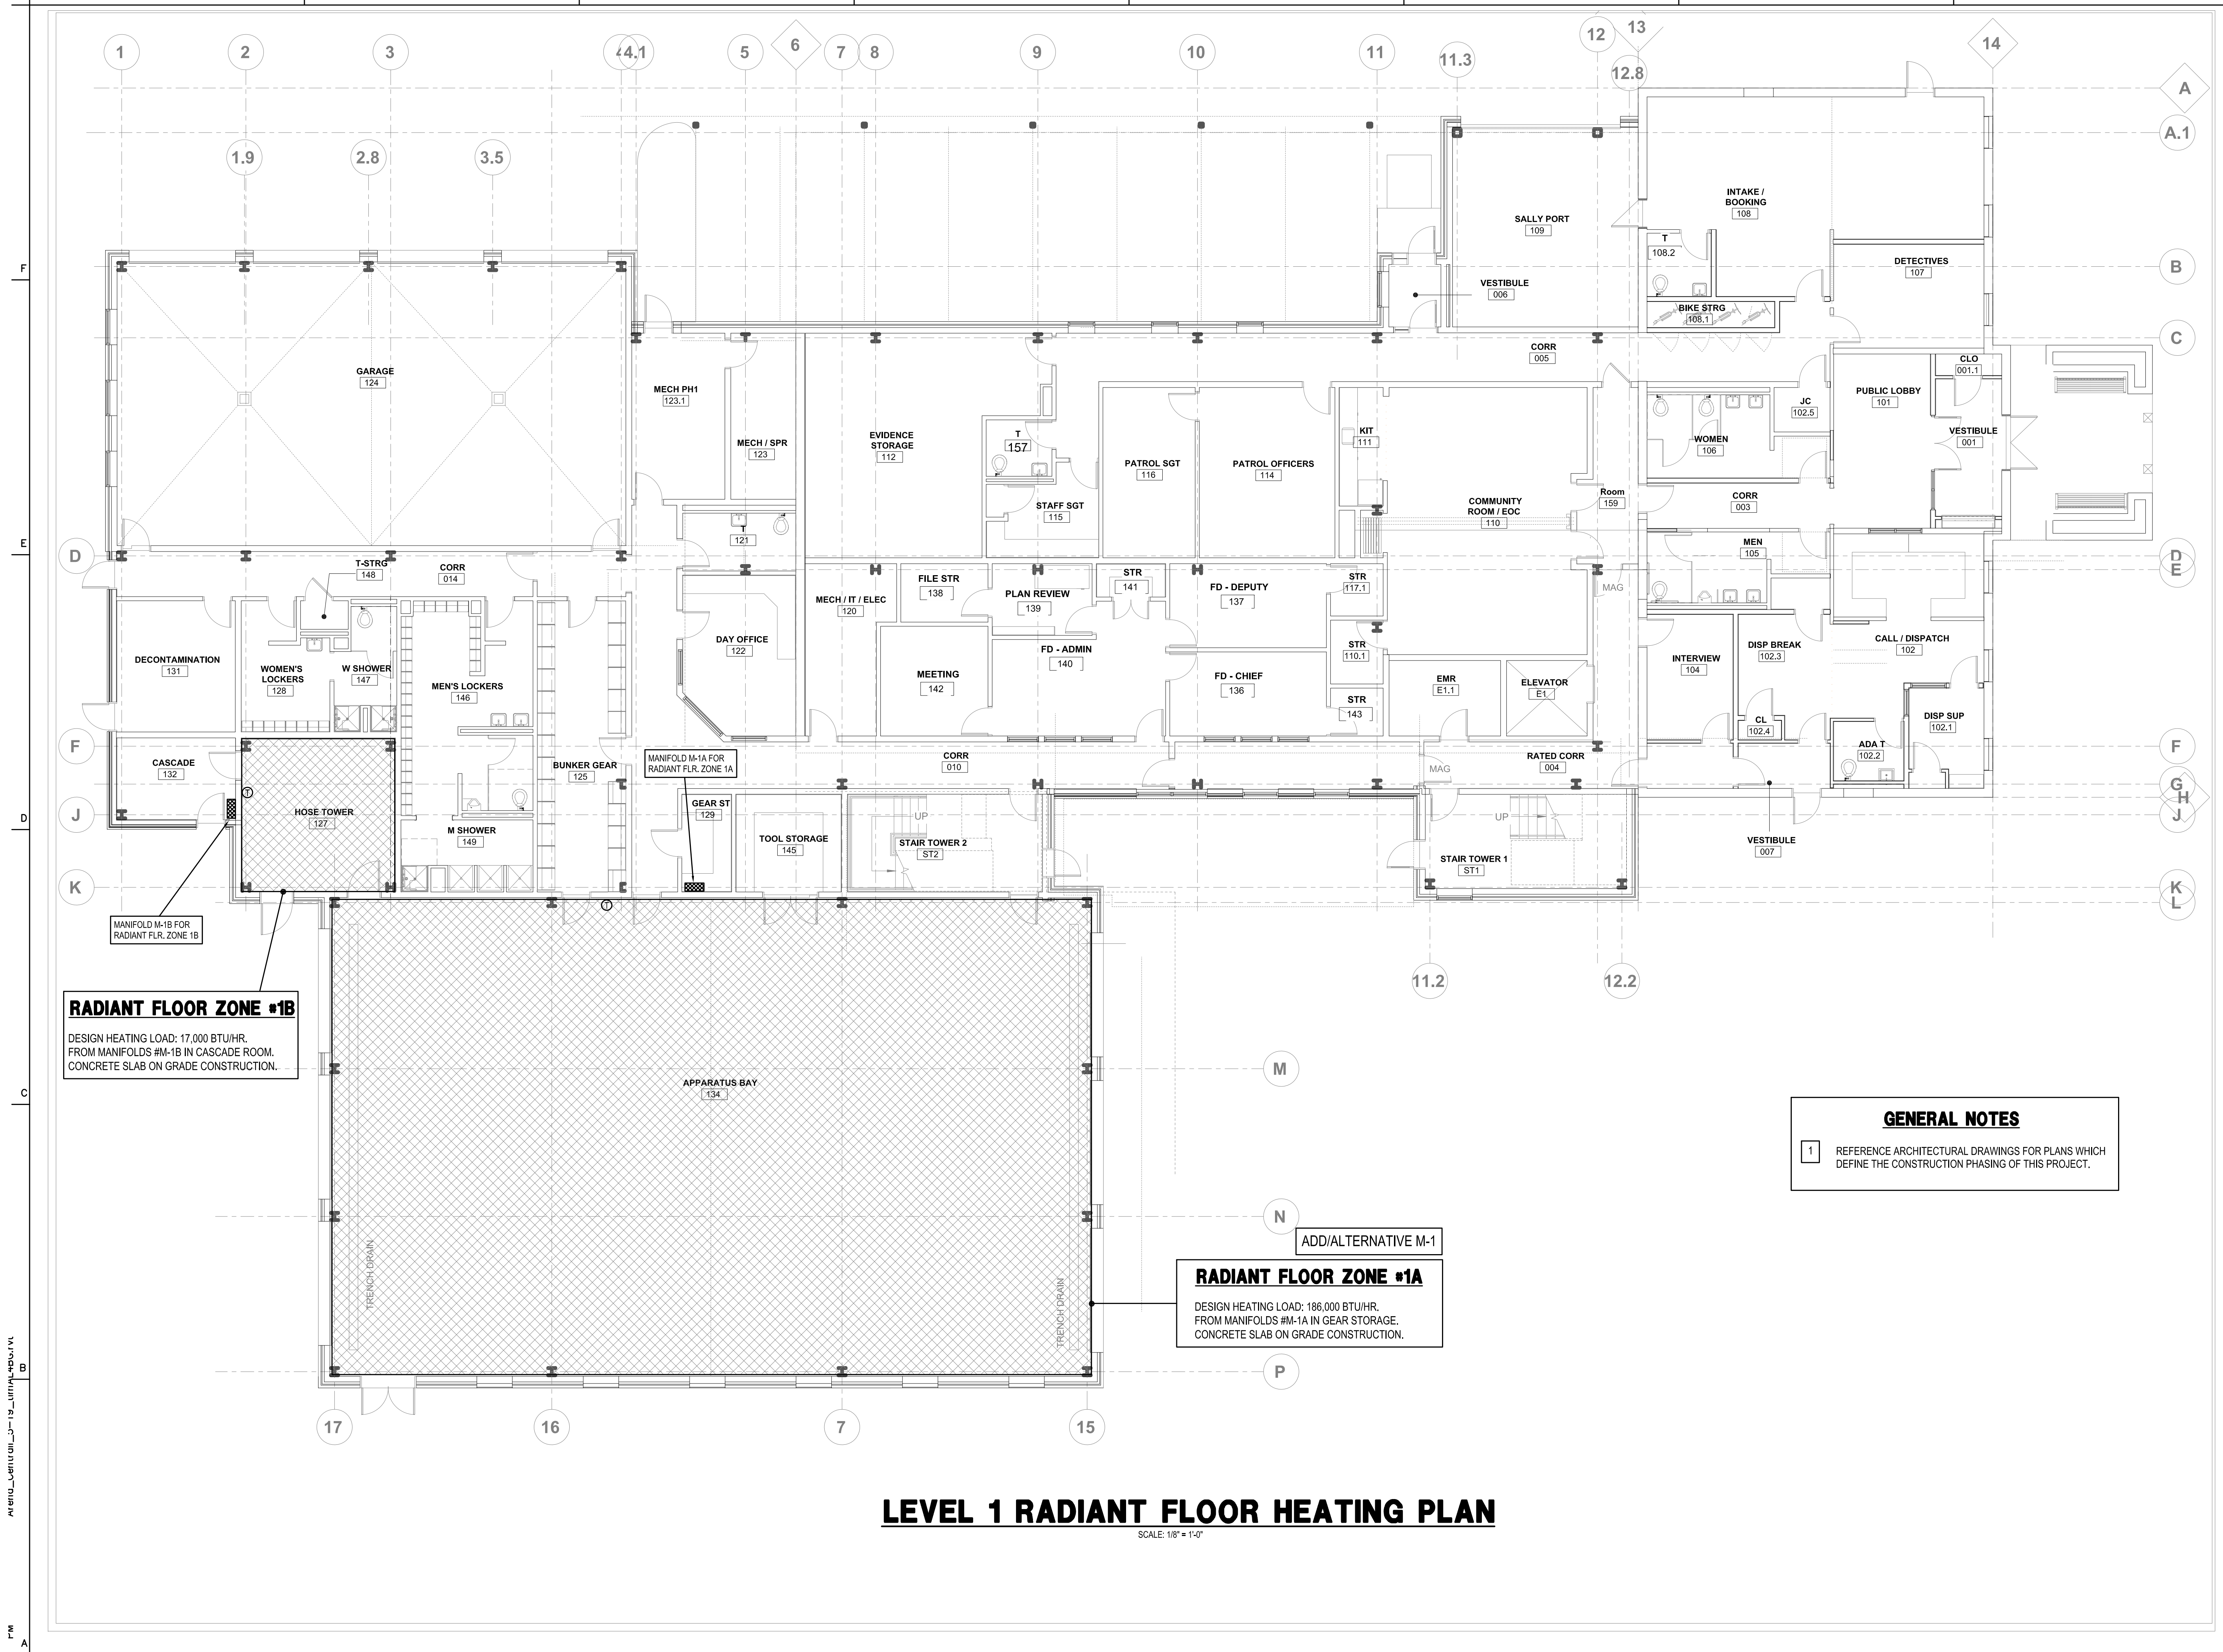 1
2
3
4.1
5
6
7
8
9
10
11
11.3
12
12.8
13
14
A
A.1
1.9
2.8
3.5
INTAKE /
BOOKING
108
SALLY PORT
109
T
108.2
F
B
DETECTIVES
107
VESTIBULE
006
BIKE STRG
108.1
C
CORR
005
CLO
001.1
GARAGE
124
MECH PH1
123.1
PUBLIC LOBBY
101
JC
102.5
KIT
111
VESTIBULE
001
EVIDENCE
STORAGE
112
T
157
MECH / SPR
123
WOMEN
106
PATROL SGT
116
PATROL OFFICERS
114
Room
159
CORR
003
COMMUNITY
ROOM / EOC
110
STAFF SGT
115
T
121
E
MEN
105
D
D
E
T-STRG
148
CORR
014
STR
141
STR
117.1
FILE STR
138
FD - DEPUTY
137
MAG
PLAN REVIEW
139
MECH / IT / ELEC
120
DAY OFFICE
122
CALL / DISPATCH
102
DISP BREAK
102.3
STR
110.1
FD - ADMIN
140
DECONTAMINATION
131
INTERVIEW
104
WOMEN'S
LOCKERS
128
W SHOWER
147
MEETING
142
FD - CHIEF
136
EMR
E1.1
ELEVATOR
E1
MEN'S LOCKERS
146
STR
143
DISP SUP
102.1
CL
102.4
F
F
ADA T
102.2
CASCADE
132
BUNKER GEAR
125
MANIFOLD M-1A FOR
RADIANT FLR. ZONE 1A
CORR
010
RATED CORR
004
MAG
G
H
T
GEAR ST
129
HOSE TOWER
127
J
J
D
UP
UP
M SHOWER
149
TOOL STORAGE
145
STAIR TOWER 2
ST2
VESTIBULE
007
STAIR TOWER 1
ST1
K
K
L
T
MANIFOLD M-1B FOR
RADIANT FLR. ZONE 1B
11.2
12.2
RADIANT FLOOR ZONE #1B
DESIGN HEATING LOAD: 17,000 BTU/HR.
FROM MANIFOLDS #M-1B IN CASCADE ROOM.
CONCRETE SLAB ON GRADE CONSTRUCTION.
M
APPARATUS BAY
134
C
GENERAL NOTES
1
REFERENCE ARCHITECTURAL DRAWINGS FOR PLANS WHICH
DEFINE THE CONSTRUCTION PHASING OF THIS PROJECT.
N
ADD/ALTERNATIVE M-1
TRENCH DRAIN
TRENCH DRAIN
RADIANT FLOOR ZONE #1A
DESIGN HEATING LOAD: 186,000 BTU/HR.
FROM MANIFOLDS #M-1A IN GEAR STORAGE.
CONCRETE SLAB ON GRADE CONSTRUCTION.
B
P
17
16
7
15
LEVEL 1 RADIANT FLOOR HEATING PLAN
SCALE: 1/8" = 1'-0"
PM
A